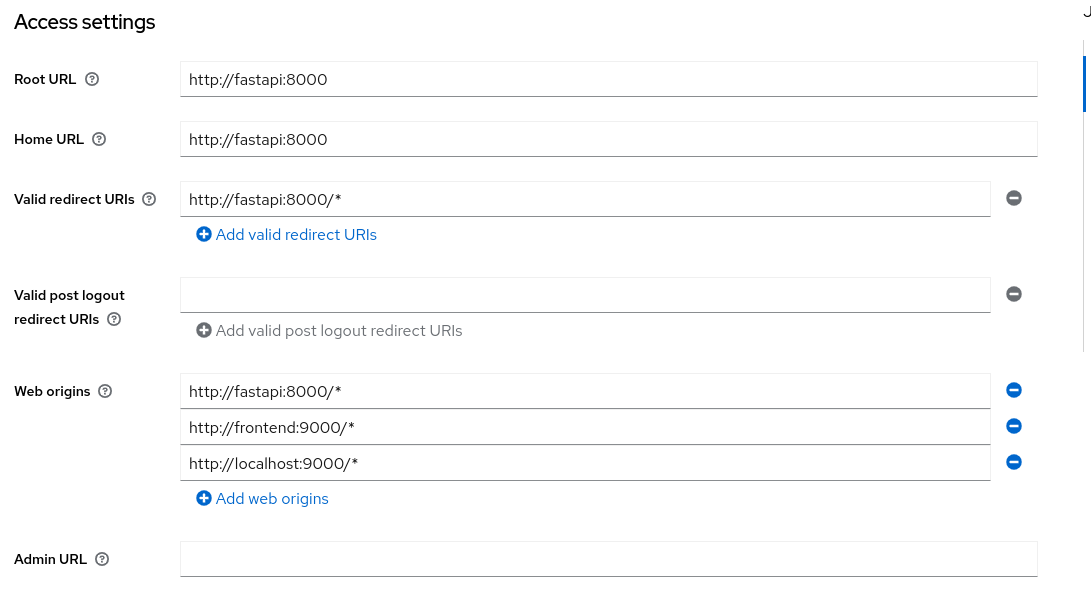 Access settings
Root URL
http://fastapi:8000
Home URL
http://fastapi:8000
Valid redirect URIs
http://fastapi:8000/*
Add valid redirect URIs
Valid post logout
redirect URIs
Add valid post logout redirect URIs
Web origins
http://fastapi:8000/*
http://frontend:9000/*
http://localhost:9000/*
Add web origins
Admin URL